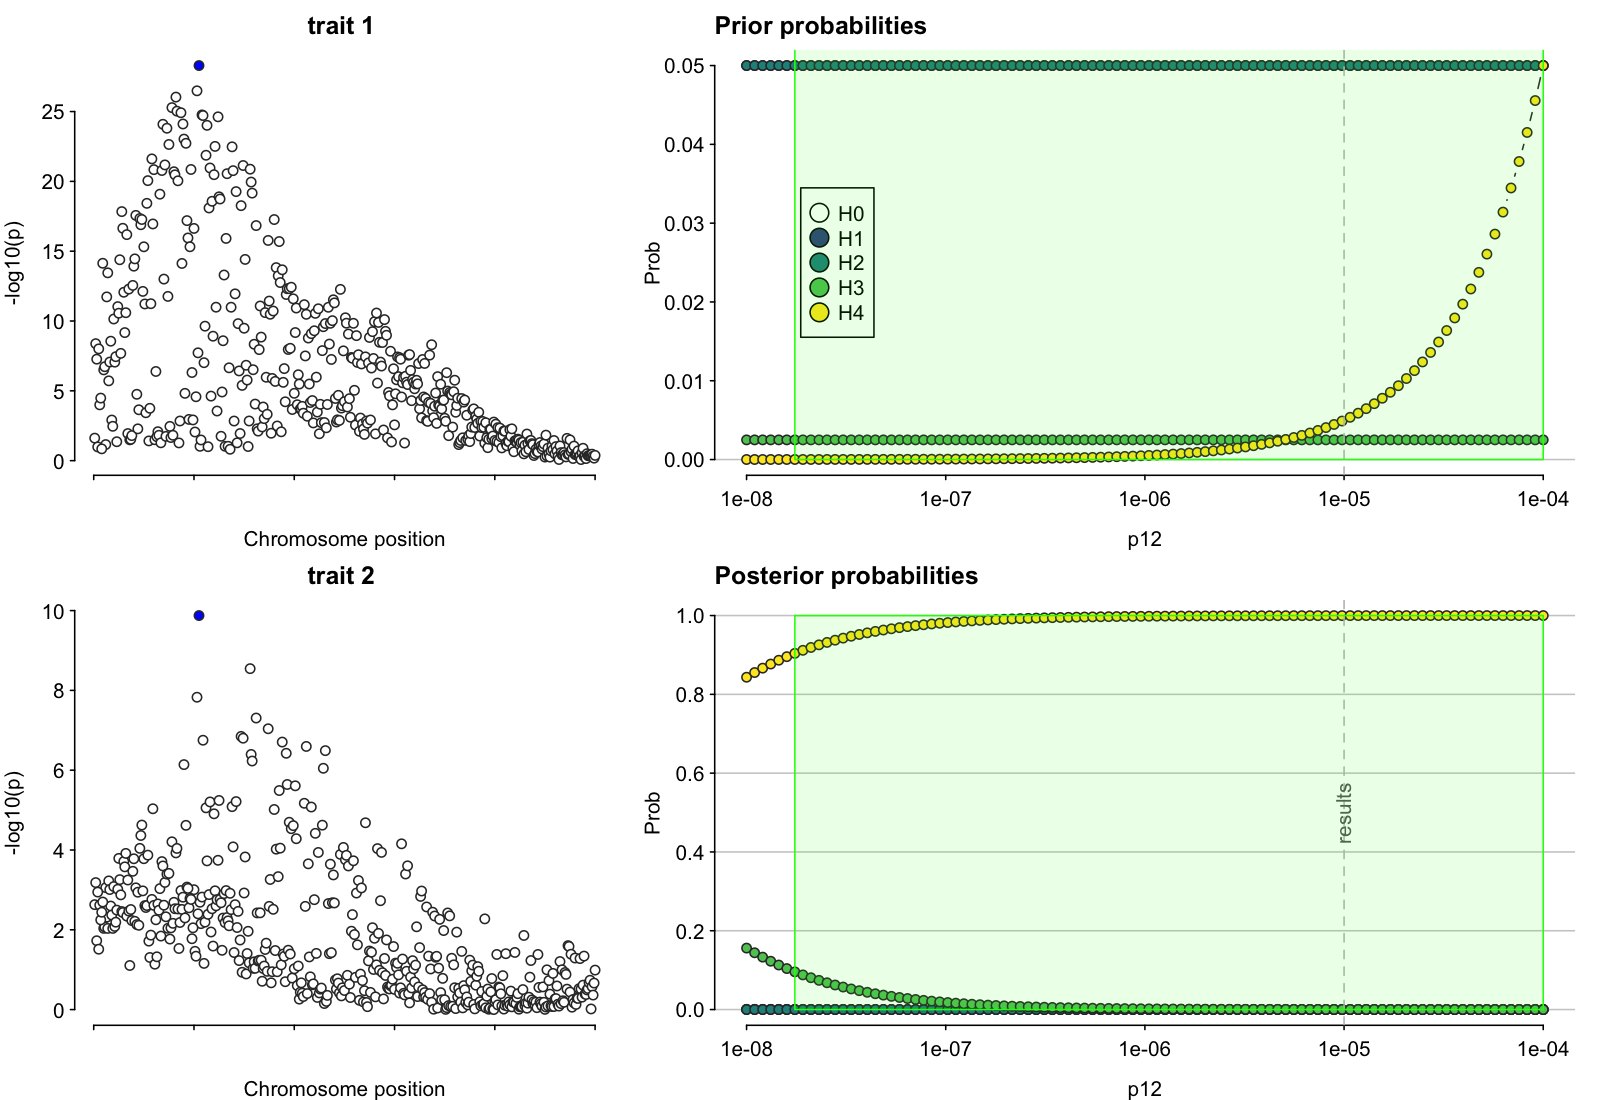 trait 1
-log10(p)
25
20
15
10
5
0
Chromosome position
Prior probabilities
Prob
0.05
0.04
0.03
0.02
0.01
0.00
H0
H1
H2
H3
H4
1e-08
1e-07
1e-06
1e-05
1e-04
p12
trait 2
-log10(p)
10
8
6
4
2
0
Chromosome position
Posterior probabilities
Prob
1.0
0.8
0.6
0.4
0.2
0.0
results
1e-08
1e-07
1e-06
1e-05
1e-04
p12